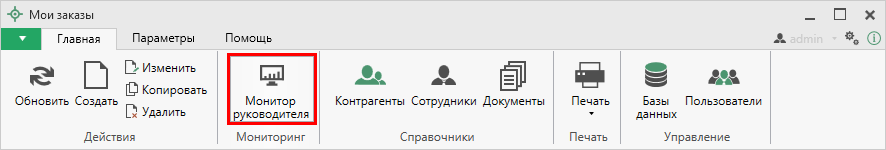 Мои заказы
Главная
Параметры
Помощь
admin
Обновить
Создать
Изменить
Копировать
Удалить
Действия
Монитор
руководителя
Мониторинг
Контрагенты
Сотрудники
Документы
Справочники
Печать
Печать
Базы
данных
Пользователи
Управление